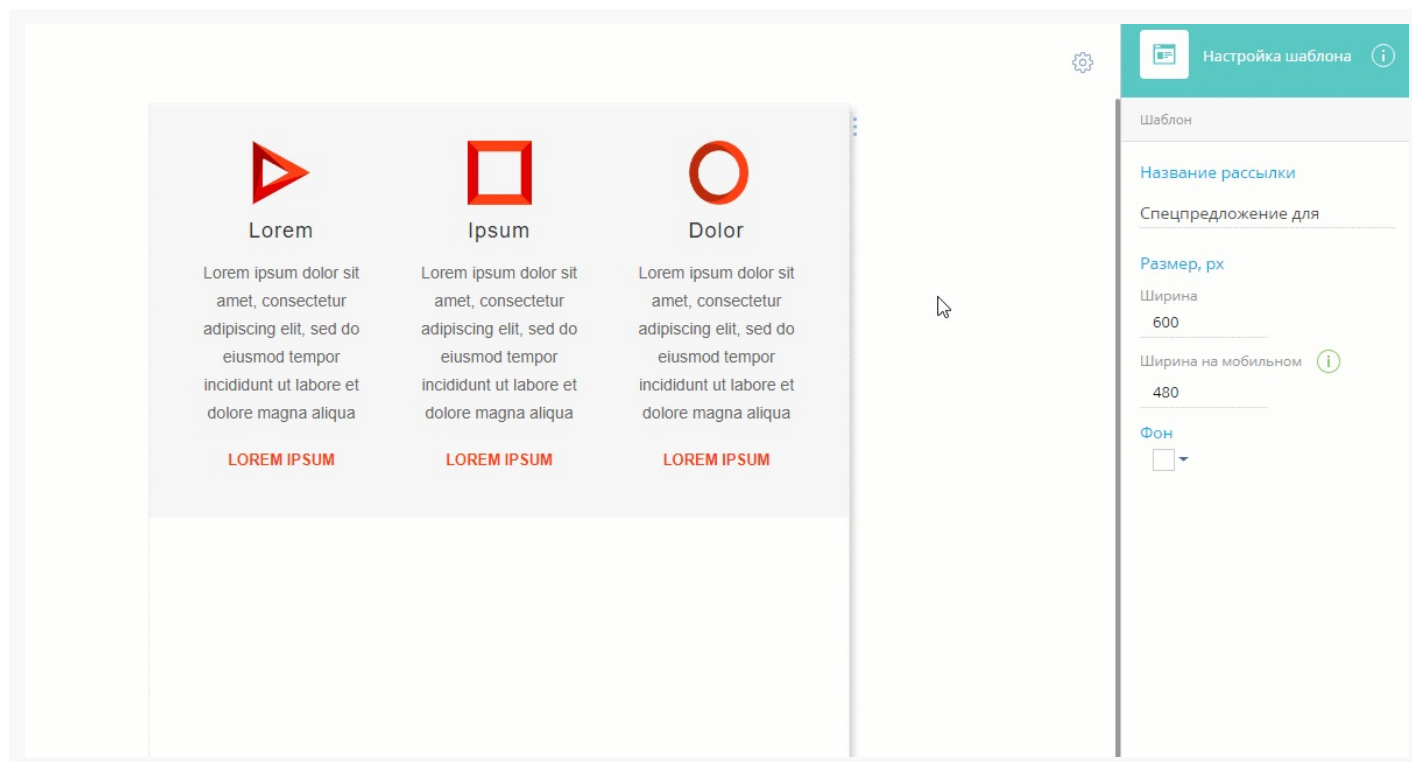 Настройка шаблона
Шаблон
Lorem
Ipsum
Dolor
Lorem ipsum dolor sit
amet, consectetur
adipiscing elit, sed do
eiusmod tempor
incididunt ut labore et
dolore magna aliqua
LOREM IPSUM
Lorem ipsum dolor sit
amet, consectetur
adipiscing elit, sed do
eiusmod tempor
incididunt ut labore et
dolore magna aliqua
LOREM IPSUM
Lorem ipsum dolor sit
amet, consectetur
adipiscing elit, sed do
eiusmod tempor
incididunt ut labore et
dolore magna aliqua
LOREM IPSUM
Название рассылки
Спецпредложение для
Размер, px
Ширина
600
Ширина на мобильном
480
Фон